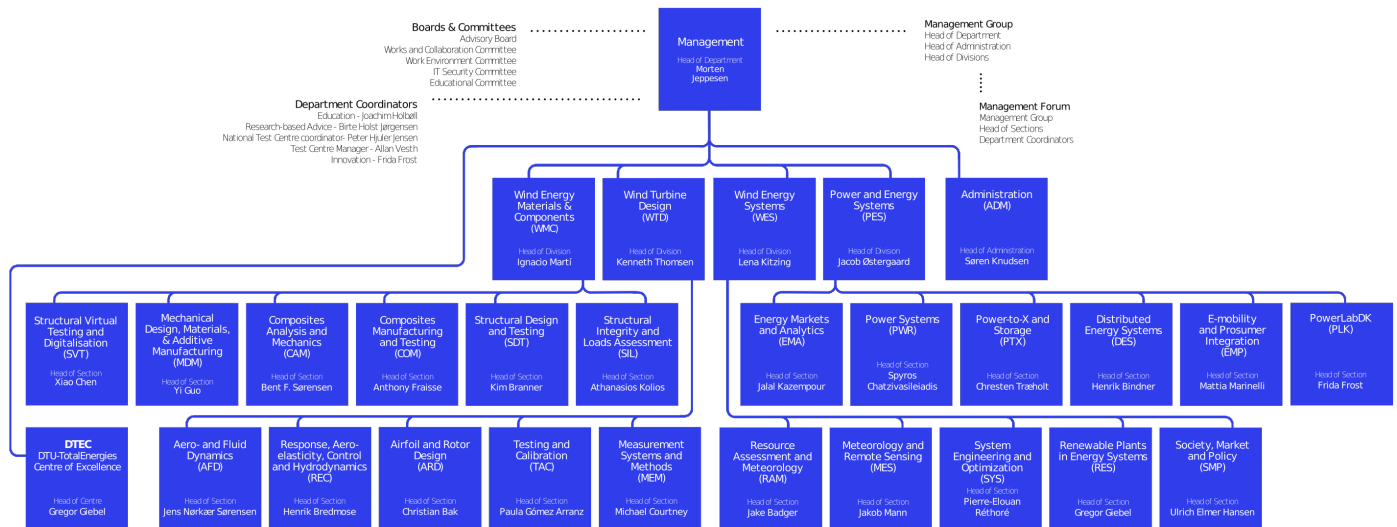 Boards & Committees
Advisory Board
Works and Collaboration Committee
Work Environment Committee
IT Security Committee
Educational Committee
Department Coordinators
Education - Joachim Holbøll
Research-based Advice - Birte Holst Jørgensen
National Test Centre coordinator- Peter Hjuler Jensen
Test Centre Manager - Allan Vesth
Innovation - Frida Frost
Management
Head of Department
Morten
Jeppesen
Management Group
Head of Department
Head of Administration
Head of Divisions
Management Forum
Management Group
Head of Sections
Department Coordinators
Wind Energy
Materials &
Components
(WMC)
Head of Division
Ignacio Martí
Wind Turbine
Design
(WTD)
Head of Division
Kenneth Thomsen
Wind Energy
Systems
(WES)
Head of Division
Lena Kitzing
Power and Energy
Systems
(PES)
Head of Division
Jacob Østergaard
Administration
(ADM)
Head of Administration
Søren Knudsen
Structural Virtual
Testing and
Digitalisation
(SVT)
Head of Section
Xiao Chen
Mechanical
Design, Materials,
& Additive
Manufacturing
(MDM)
Head of Section
Yi Guo
Composites
Analysis and
Mechanics
(CAM)
Head of Section
Bent F. Sørensen
Composites
Manufacturing
and Testing
(COM)
Head of Section
Anthony Fraisse
Structural Design
and Testing
(SDT)
Head of Section
Kim Branner
Structural
Integrity and
Loads Assessment
(SIL)
Head of Section
Athanasios Kolios
Energy Markets
and Analytics
(EMA)
Head of Section
Jalal Kazempour
Power Systems
(PWR)
Head of Section
Spyros
Chatzivasileiadis
Power-to-X and
Storage
(PTX)
Head of Section
Chresten Træholt
Distributed
Energy Systems
(DES)
Head of Section
Henrik Bindner
E-mobility
and Prosumer
Integration
(EMP)
Head of Section
Mattia Marinelli
PowerLabDK
(PLK)
Head of Section
Frida Frost
DTEC
DTU-TotalEnergies
Centre of Excellence
Head of Centre
Gregor Giebel
Aero- and Fluid
Dynamics
(AFD)
Head of Section
Jens Nørkær Sørensen
Response, Aero-
elasticity, Control
and Hydrodynamics
(REC)
Head of Section
Henrik Bredmose
Airfoil and Rotor
Design
(ARD)
Head of Section
Christian Bak
Testing and
Calibration
(TAC)
Head of Section
Paula Gómez Arranz
Measurement
Systems and
Methods
(MEM)
Head of Section
Michael Courtney
Resource
Assessment and
Meteorology
(RAM)
Head of Section
Jake Badger
Meteorology and
Remote Sensing
(MES)
Head of Section
Jakob Mann
System
Engineering and
Optimization
(SYS)
Head of Section
Pierre-Elouan
Réthoré
Renewable Plants
in Energy Systems
(RES)
Head of Section
Gregor Giebel
Society, Market
and Policy
(SMP)
Head of Section
Ulrich Elmer Hansen